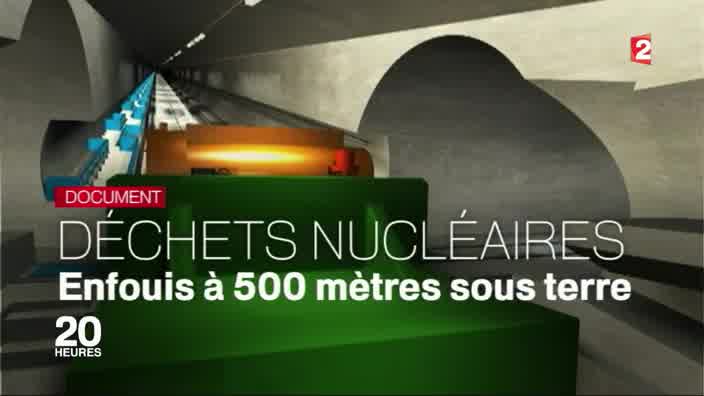 2
DOCUMENT
DÉCHETS NUCLÉAIRES
Enfouis à 500 mètres sous terre
20
HEURES